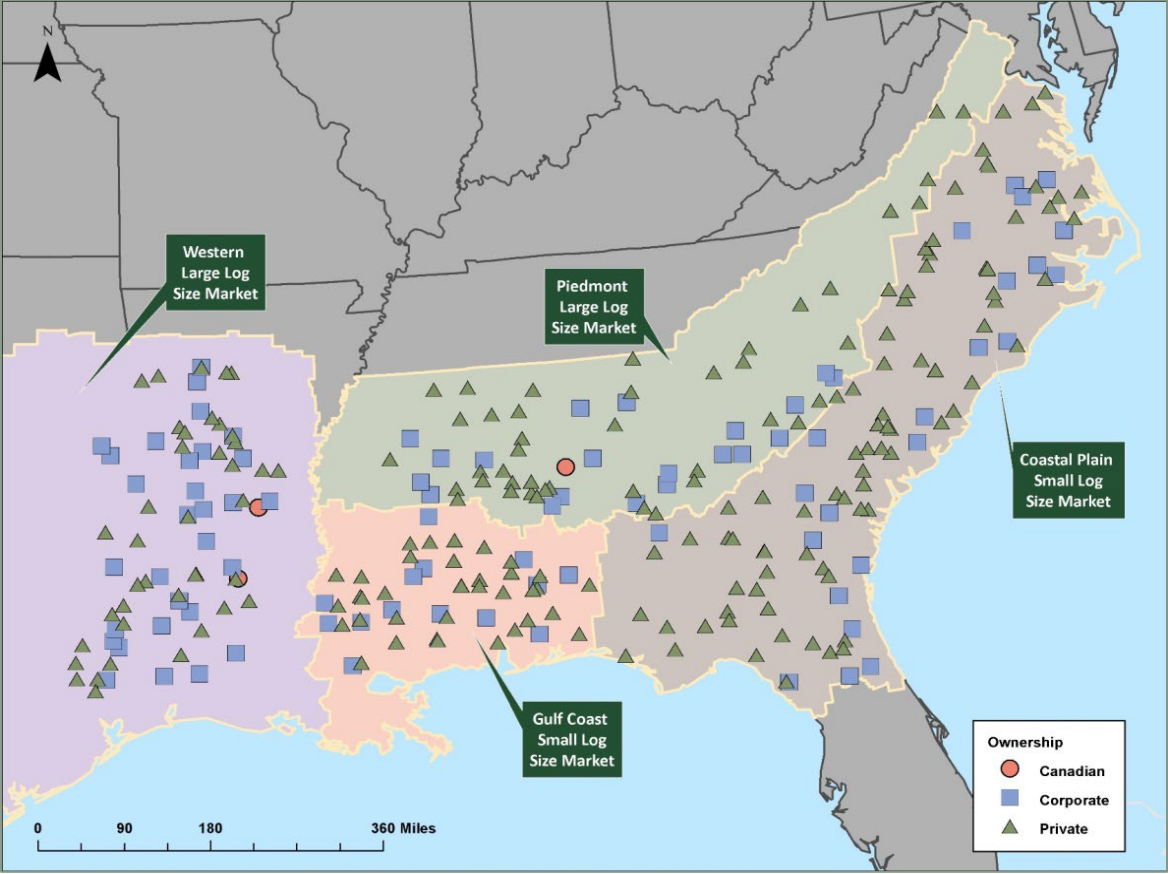 N
Western
Large Log
Size Market
Piedmont
Large Log
Size Market
Coastal Plain
Small Log
Size Market
Gulf Coast
Small Log
Size Market
Ownership
Canadian
Corporate
Private
0 90 180 360 Miles